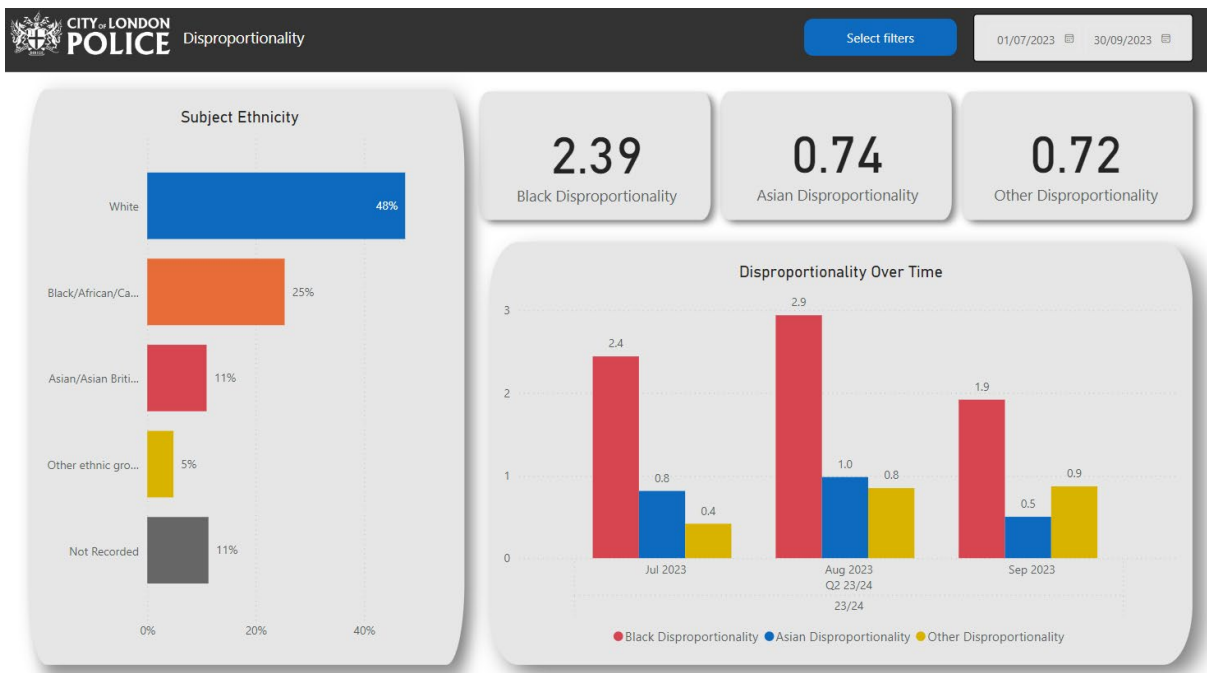 CITY OF LONDON
POLICE
Disproportionality
Select filters
01/07/2023
30/09/2023
Subject Ethnicity
White
48%
Black/African/Ca...
25%
Asian/Asian Briti...
11%
Other ethnic gro...
5%
Not Recorded
11%
0%
20%
40%
2.39
Black Disproportionality
0.74
Asian Disproportionality
0.72
Other Disproportionality
Disproportionality Over Time
3
2
1
0
2.4
0.8
0.4
2.9
1.0
0.8
1.9
0.5
0.9
Jul 2023
Aug 2023
Sep 2023
Q2 23/24
23/24
Black Disproportionality
Asian Disproportionality
Other Disproportionality